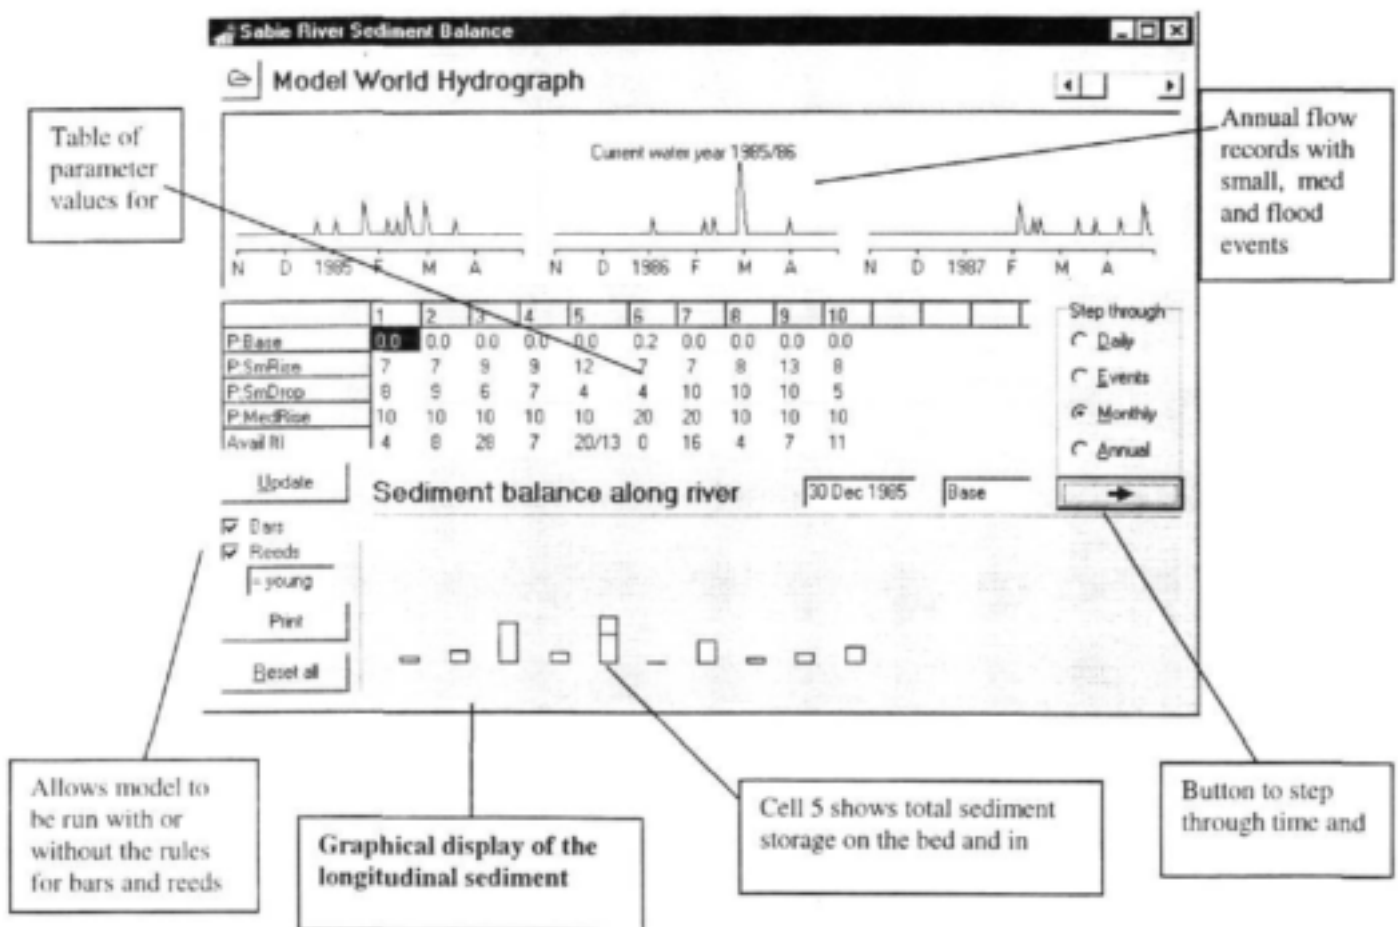 Sabie River Sediment Balance
Model World Hydrograph
Table of
parameter
values for
Annual flow
records with
small, med
and flood
events
Current water year 1985/86
N D 1985 F M A
N D 1986 F M A
N D 1987 F M A
1 2 3 4 5 6 7 8 9 10
P:Base 0.0 0.0 0.0 0.0 0.0 0.2 0.0 0.0 0.0 0.0
P:SmRise 7 7 9 9 12 7 7 8 13 8
P:SmDrop 8 9 6 7 4 4 10 10 10 5
P:MedRise 10 10 10 10 10 20 20 10 10 10
Avail RI 4 8 28 7 20/13 0 16 4 7 11
Step through
Daily
Events
Monthly
Annual
Update
Sediment balance along river
30 Dec 1985
Base
Bars
Reeds
= young
Print
Reset all
Allows model to
be run with or
without the rules
for bars and reeds
Graphical display of the
longitudinal sediment
Cell 5 shows total sediment
storage on the bed and in
Button to step
through time and